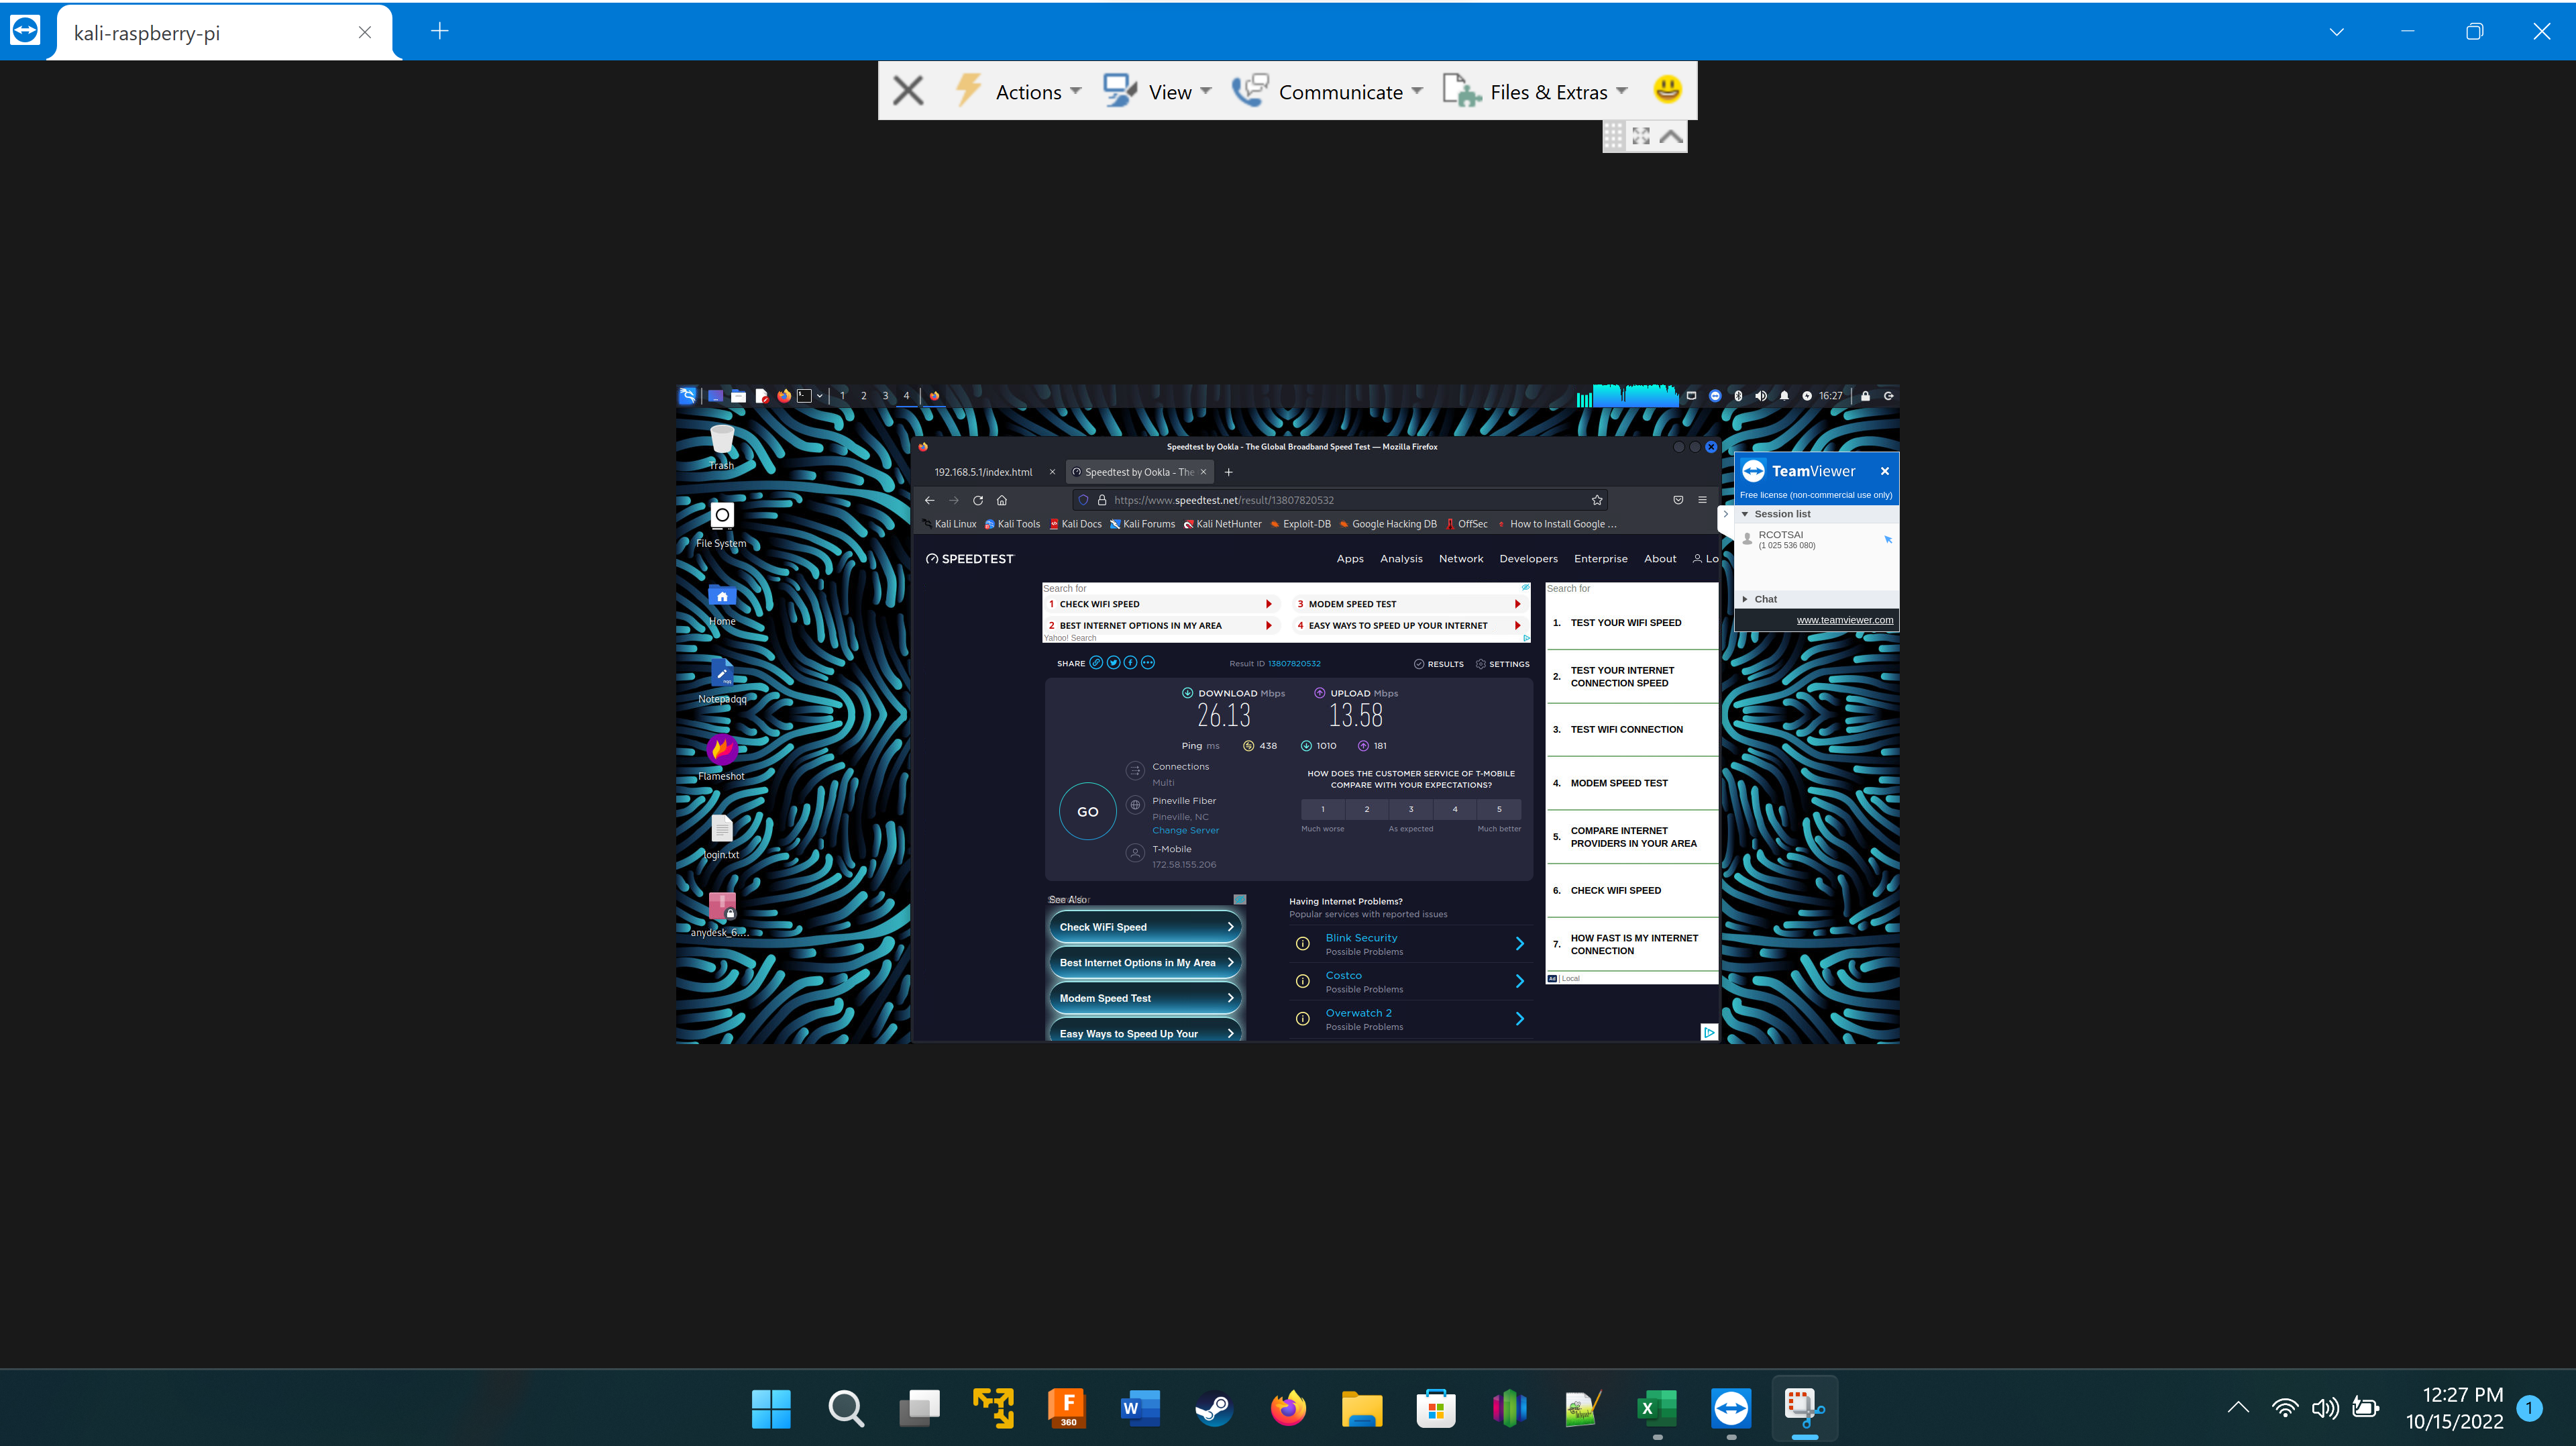 kali-raspberry-pi
Actions View Communicate Files & Extras
1 2 3 4 16:27
Trash
File System
Home
Notepadqq
Flameshot
login.txt
anydesk_6....
Speedtest by Ookla - The Global Broadband Speed Test — Mozilla Firefox
192.168.5.1/index.html Speedtest by Ookla - The
https://www.speedtest.net/result/13807820532
Kali Linux Kali Tools Kali Docs Kali Forums Kali NetHunter Exploit-DB Google Hacking DB OffSec How to Install Google ...
SPEEDTEST Apps Analysis Network Developers Enterprise About Lo
Search for
1 CHECK WIFI SPEED
2 BEST INTERNET OPTIONS IN MY AREA
3 MODEM SPEED TEST
4 EASY WAYS TO SPEED UP YOUR INTERNET
Yahoo! Search
SHARE Result ID 13807820532 RESULTS SETTINGS
DOWNLOAD Mbps UPLOAD Mbps
26.13 13.58
Ping ms 438 1010 181
GO
Connections
Multi
Pineville Fiber
Pineville, NC
Change Server
T-Mobile
172.58.155.206
HOW DOES THE CUSTOMER SERVICE OF T-MOBILE
COMPARE WITH YOUR EXPECTATIONS?
1 2 3 4 5
Much worse As expected Much better
See Also
Check WiFi Speed
Best Internet Options in My Area
Modem Speed Test
Easy Ways to Speed Up Your
Having Internet Problems?
Popular services with reported issues
Blink Security
Possible Problems
Costco
Possible Problems
Overwatch 2
Possible Problems
Search for
1. TEST YOUR WIFI SPEED
2. TEST YOUR INTERNET
CONNECTION SPEED
3. TEST WIFI CONNECTION
4. MODEM SPEED TEST
5. COMPARE INTERNET
PROVIDERS IN YOUR AREA
6. CHECK WIFI SPEED
7. HOW FAST IS MY INTERNET
CONNECTION
Ad | Local
TeamViewer
Free license (non-commercial use only)
Session list
RCOTSAI
(1 025 536 080)
Chat
www.teamviewer.com
F
360
W
X
12:27 PM
10/15/2022
1